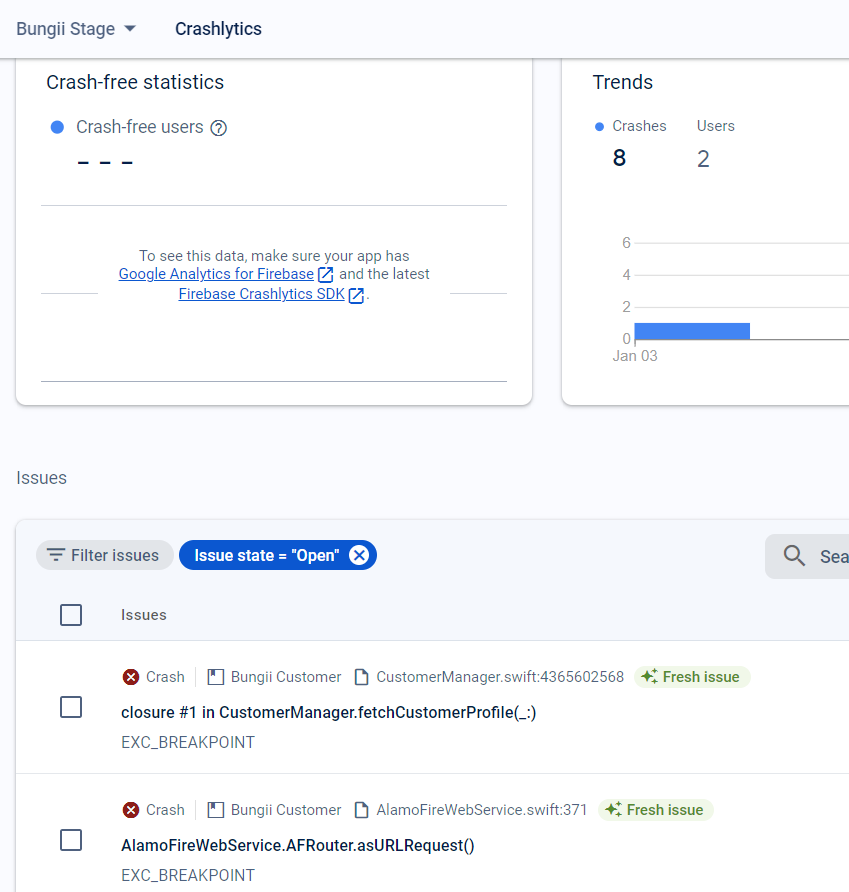 Bungii Stage
Crashlytics
Crash-free statistics
Crash-free users
– – –
To see this data, make sure your app has
Google Analytics for Firebase and the latest
Firebase Crashlytics SDK.
Trends
Crashes Users
8 2
6
4
2
0
Jan 03
Issues
Filter issues
Issue state = "Open"
Sea
Issues
Crash Bungii Customer CustomerManager.swift:4365602568 Fresh issue
closure #1 in CustomerManager.fetchCustomerProfile(_:)
EXC_BREAKPOINT
Crash Bungii Customer AlamoFireWebService.swift:371 Fresh issue
AlamoFireWebService.AFRouter.asURLRequest()
EXC_BREAKPOINT